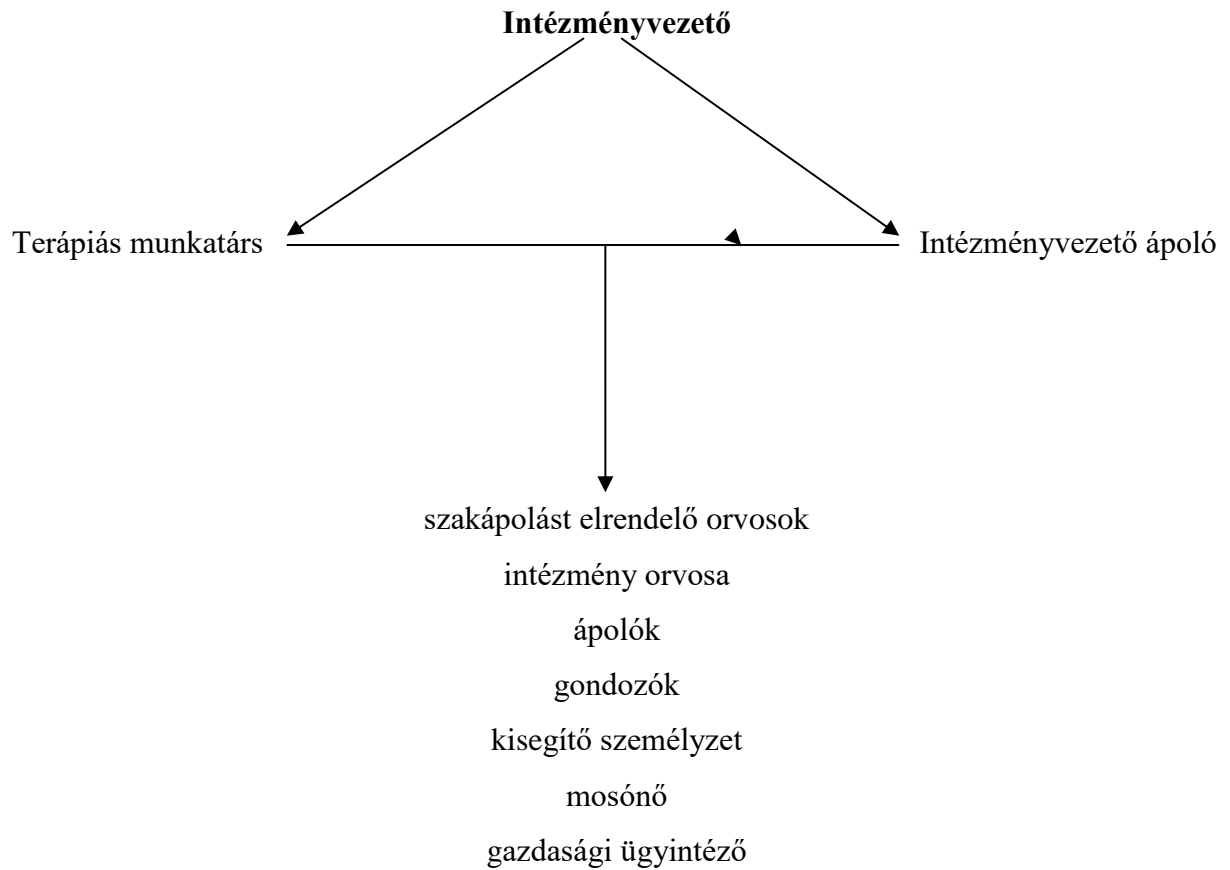 Intézményvezető
Terápiás munkatárs
Intézményvezető ápoló
szakápolást elrendelő orvosok
intézmény orvosa
ápolók
gondozók
kisegítő személyzet
mosónő
gazdasági ügyintéző